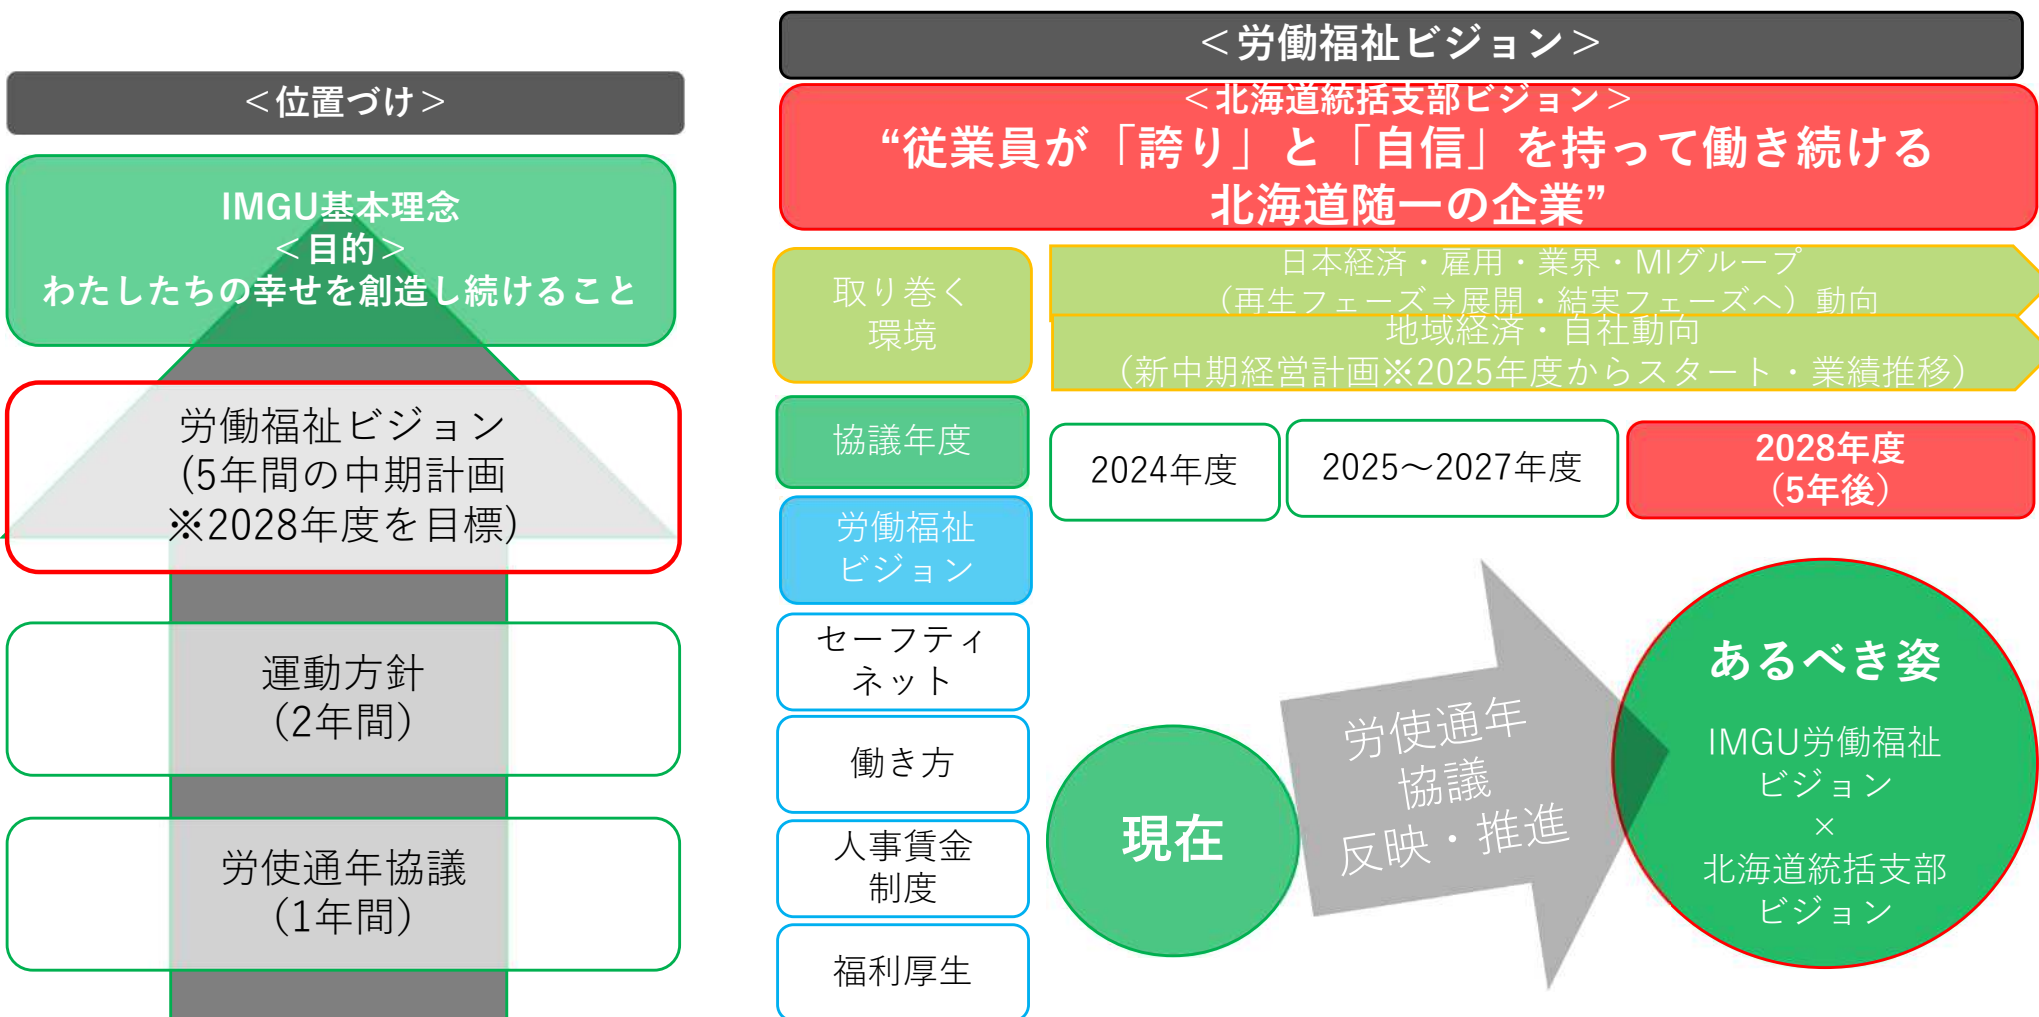 ＜位置づけ＞
IMGU基本理念
＜目的＞
わたしたちの幸せを創造し続けること
労働福祉ビジョン
(5年間の中期計画
※2028年度を目標)
運動方針
(2年間)
労使通年協議
(1年間)
＜労働福祉ビジョン＞
＜北海道統括支部ビジョン＞
“従業員が「誇り」と「自信」を持って働き続ける
北海道随一の企業”
取り巻く
環境
日本経済・雇用・業界・MIグループ
（再生フェーズ⇒展開・結実フェーズへ）動向
地域経済・自社動向
（新中期経営計画※2025年度からスタート・業績推移）
協議年度
2024年度
2025～2027年度
2028年度
（5年後）
労働福祉
ビジョン
セーフティ
ネット
働き方
人事賃金
制度
福利厚生
現在
労使通年
協議
反映・推進
あるべき姿
IMGU労働福祉
ビジョン
×
北海道統括支部
ビジョン